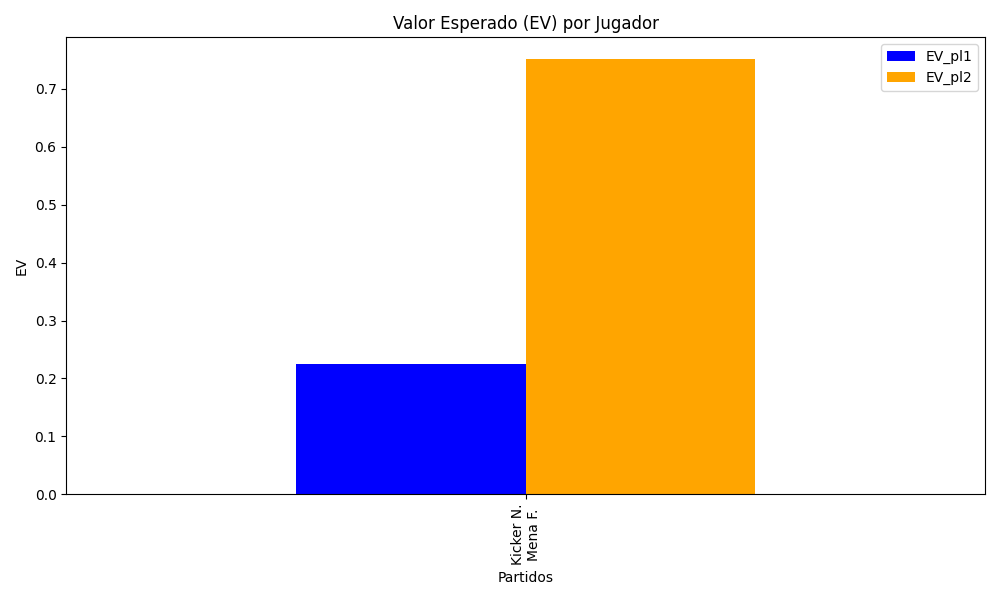 Valor Esperado (EV) por Jugador
EV_pl1
EV_pl2
EV
0.7
0.6
0.5
0.4
0.3
0.2
0.1
0.0
Kicker N.
Mena F.
Partidos